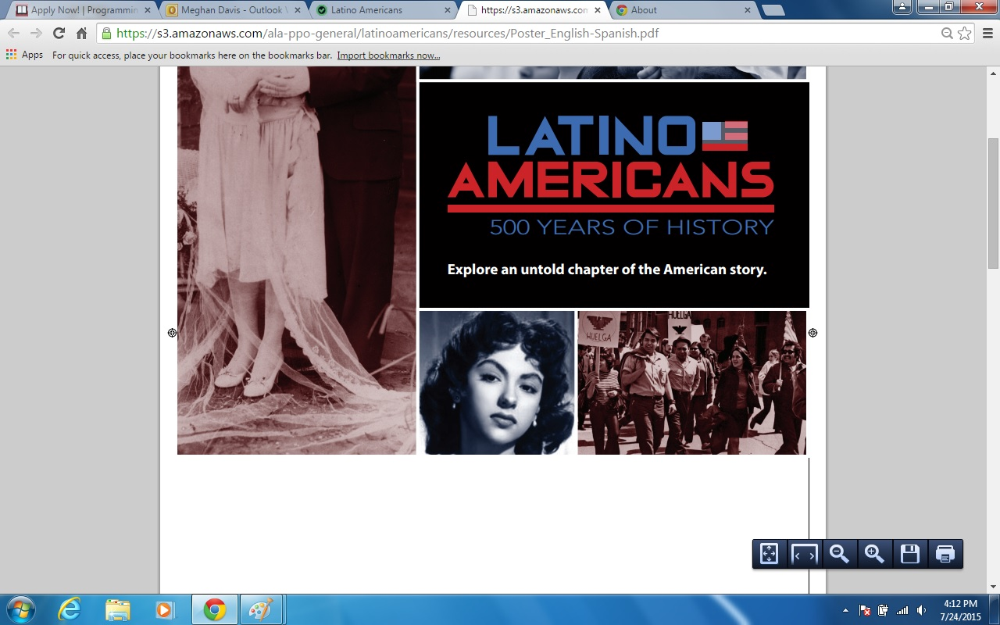 Apply Now! | Programmin
Meghan Davis - Outlook
Latino Americans
https://s3.amazonaws.con
About
https://s3.amazonaws.com/ala-ppo-general/latinoamericans/resources/Poster_English-Spanish.pdf
Apps
For quick access, place your bookmarks here on the bookmarks bar. Import bookmarks now...
LATINO
AMERICANS
500 YEARS OF HISTORY
Explore an untold chapter of the American story.
HUELGA
HUELGA
4:12 PM
7/24/2015